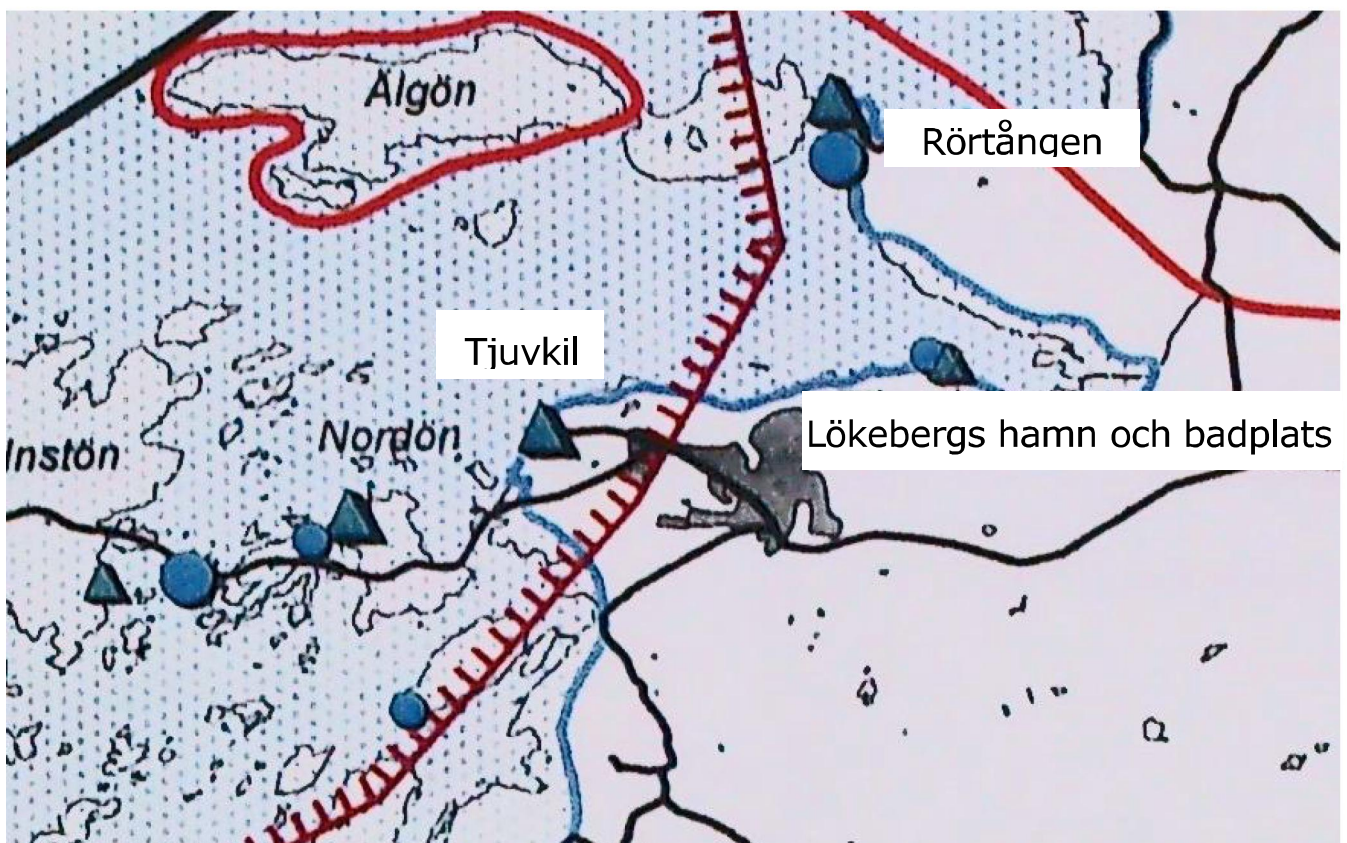 Älgön
Rörtången
Tjuvkil
Nordön
Instön
Lökebergs hamn och badplats